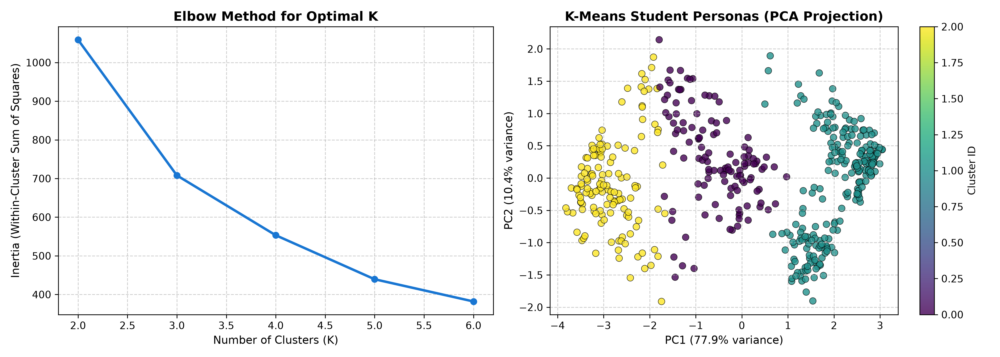 Elbow Method for Optimal K
Inertia (Within-Cluster Sum of Squares)
1000
900
800
700
600
500
400
2.0 2.5 3.0 3.5 4.0 4.5 5.0 5.5 6.0
Number of Clusters (K)
K-Means Student Personas (PCA Projection)
PC2 (10.4% variance)
2.0
1.5
1.0
0.5
0.0
−0.5
−1.0
−1.5
−2.0
−4 −3 −2 −1 0 1 2 3
PC1 (77.9% variance)
2.00
1.75
1.50
1.25
1.00
0.75
0.50
0.25
0.00
Cluster ID